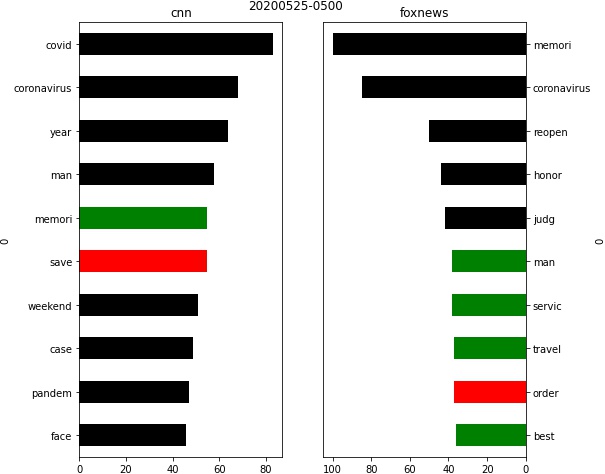 20200525-0500
cnn
foxnews
covid
coronavirus
year
man
memori
save
weekend
case
pandem
face
0
0 20 40 60 80
memori
coronavirus
reopen
honor
judg
man
servic
travel
order
best
0
100 80 60 40 20 0